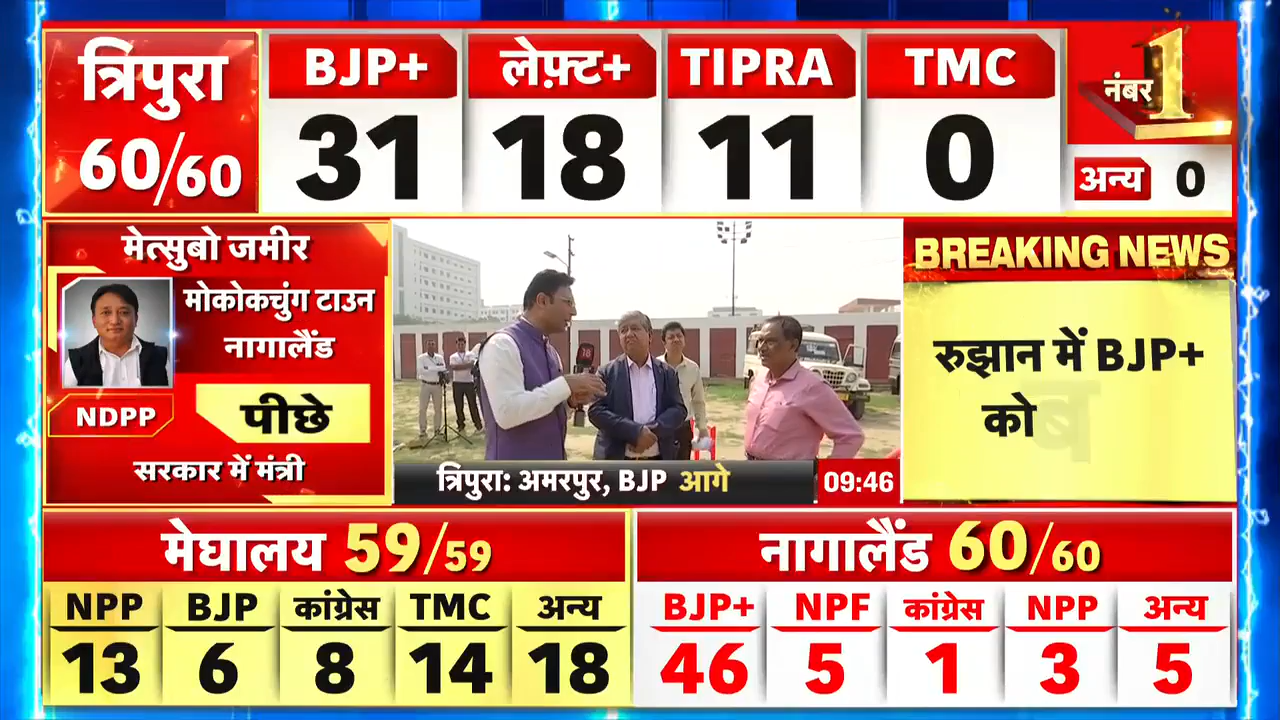 त्रिपुरा
60/60
BJP+ लेफ़्ट+ TIPRA TMC
31 18 11 0
नंबर 1
अन्य 0
मेत्सुबो जमीर
मोकोकचुंग टाउन
नागालैंड
NDPP
पीछे
सरकार में मंत्री
18
त्रिपुरा: अमरपुर, BJP आगे
09:46
BREAKING NEWS
रुझान में BJP+
को ब
मेघालय 59/59
NPP BJP कांग्रेस TMC अन्य
13 6 8 14 18
नागालैंड 60/60
BJP+ NPF कांग्रेस NPP अन्य
46 5 1 3 5